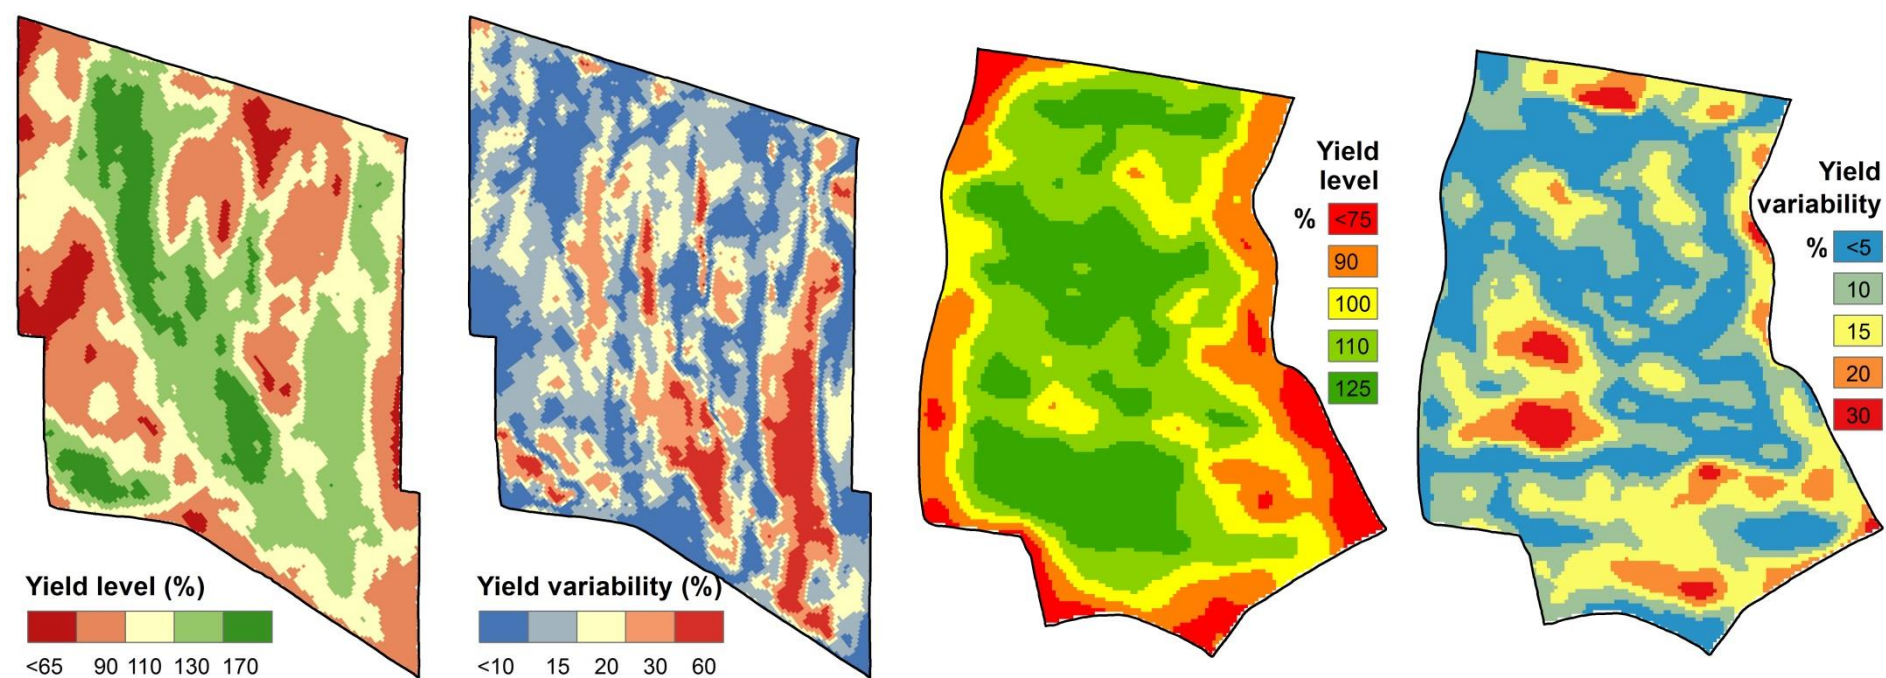 Yield level (%)
<65 90 110 130 170
Yield variability (%)
<10 15 20 30 60
Yield
level
% <75
90
100
110
125
Yield
variability
% <5
10
15
20
30